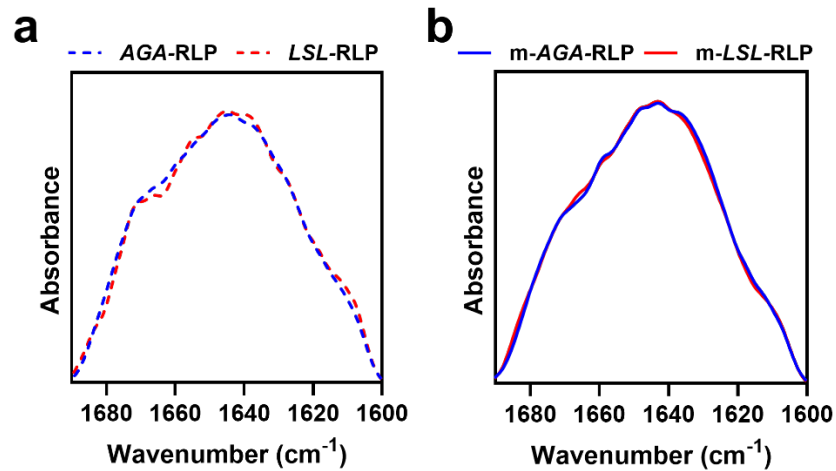 a
AGA-RLP LSL-RLP
Absorbance
1680 1660 1640 1620 1600
Wavenumber (cm⁻¹)
b
m-AGA-RLP m-LSL-RLP
Absorbance
1680 1660 1640 1620 1600
Wavenumber (cm⁻¹)